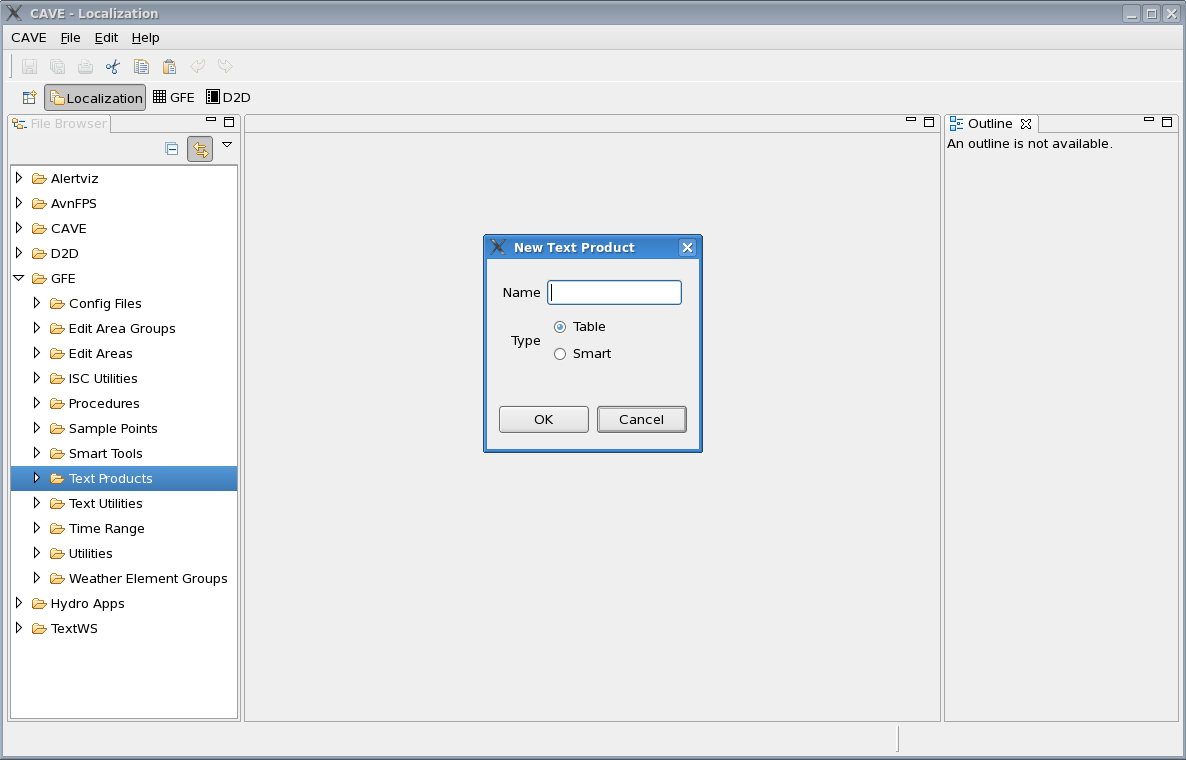 CAVE - Localization
CAVE File Edit Help
Localization GFE D2D
File Browser
Outline
An outline is not available.
Alertviz
AvnFPS
CAVE
D2D
GFE
Config Files
Edit Area Groups
Edit Areas
ISC Utilities
Procedures
Sample Points
Smart Tools
Text Products
Text Utilities
Time Range
Utilities
Weather Element Groups
Hydro Apps
TextWS
New Text Product
Name
Type
Table
Smart
OK Cancel